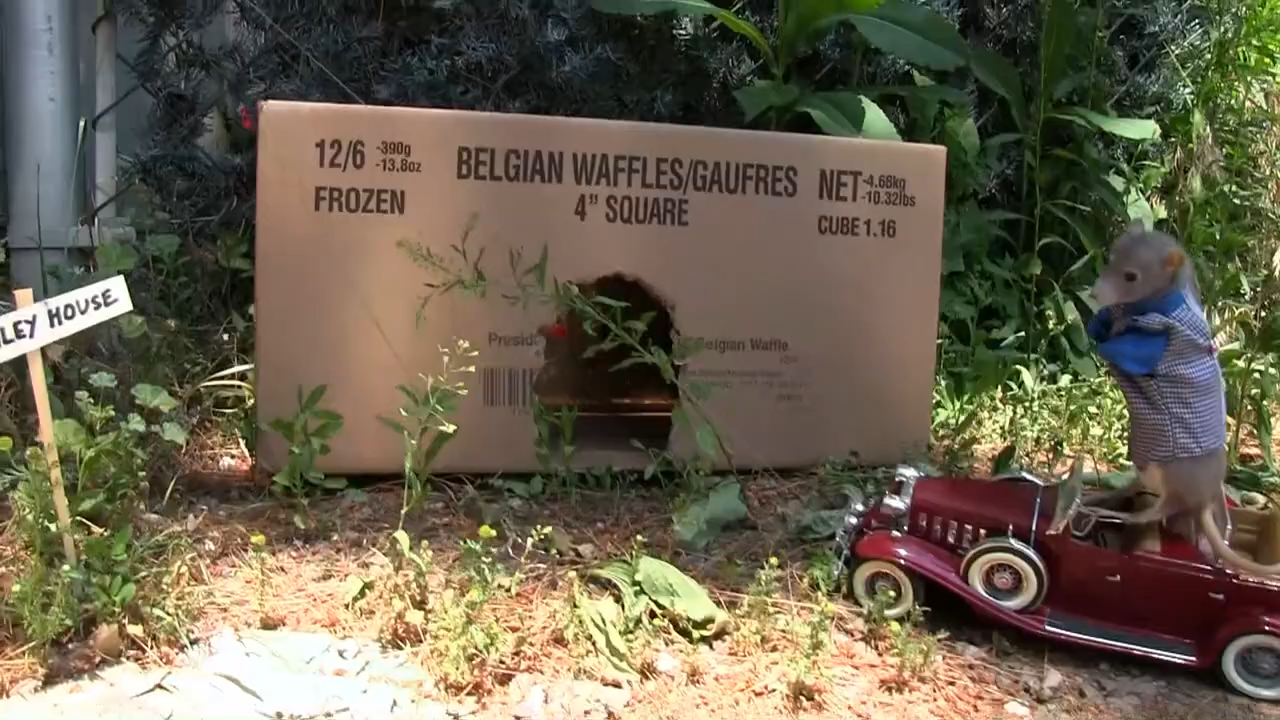 12/6 -390g
-13.8oz
FROZEN
BELGIAN WAFFLES/GAUFRES
4” SQUARE
NET -4.68kg
-10.32lbs
CUBE 1.16
LEY HOUSE
Belgian Waffle